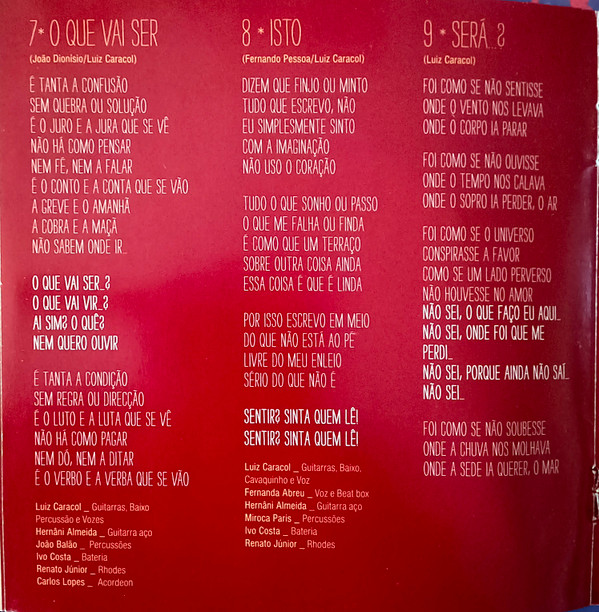 7* O QUE VAI SER
(João Dionísio/Luiz Caracol)
É TANTA A CONFUSÃO
SEM QUEBRA OU SOLUÇÃO
É O JURO E A JURA QUE SE VÊ
NÃO HÁ COMO PENSAR
NEM FÉ, NEM A FALAR
É O CONTO E A CONTA QUE SE VÃO
A GREVE E O AMANHÃ
A COBRA E A MAÇÃ
NÃO SABEM ONDE IR...
O QUE VAI SER...?
O QUE VAI VIR...?
AI SIM? O QUÊ?
NEM QUERO OUVIR
É TANTA A CONDIÇÃO
SEM REGRA OU DIRECÇÃO
É O LUTO E A LUTA QUE SE VÊ
NÃO HÁ COMO PAGAR
NEM DÓ, NEM A DITAR
É O VERBO E A VERBA QUE SE VÃO
Luiz Caracol _ Guitarras, Baixo
Percussão e Vozes
Hernâni Almeida _ Guitarra aço
João Balão _ Percussões
Ivo Costa _ Bateria
Renato Júnior _ Rhodes
Carlos Lopes _ Acordeon
8 * ISTO
(Fernando Pessoa/Luiz Caracol)
DIZEM QUE FINJO OU MINTO
TUDO QUE ESCREVO, NÃO
EU SIMPLESMENTE SINTO
COM A IMAGINAÇÃO
NÃO USO O CORAÇÃO
TUDO O QUE SONHO OU PASSO
O QUE ME FALHA OU FINDA
É COMO QUE UM TERRAÇO
SOBRE OUTRA COISA AINDA
ESSA COISA É QUE É LINDA
POR ISSO ESCREVO EM MEIO
DO QUE NÃO ESTÁ AO PÉ
LIVRE DO MEU ENLEIO
SÉRIO DO QUE NÃO É
SENTIR? SINTA QUEM LÊ!
SENTIR? SINTA QUEM LÊ!
Luiz Caracol _ Guitarras, Baixo,
Cavaquinho e Voz
Fernanda Abreu _ Voz e Beat box
Hernâni Almeida _ Guitarra aço
Miroca Paris _ Percussões
Ivo Costa _ Bateria
Renato Júnior _ Rhodes
9 * SERÁ...?
(Luiz Caracol)
FOI COMO SE NÃO SENTISSE
ONDE O VENTO NOS LEVAVA
ONDE O CORPO IA PARAR
FOI COMO SE NÃO OUVISSE
ONDE O TEMPO NOS CALAVA
ONDE O SOPRO IA PERDER, O AR
FOI COMO SE O UNIVERSO
CONSPIRASSE A FAVOR
COMO SE UM LADO PERVERSO
NÃO HOUVESSE NO AMOR
NÃO SEI, O QUE FAÇO EU AQUI...
NÃO SEI, ONDE FOI QUE ME
PERDI...
NÃO SEI, PORQUE AINDA NÃO SAÍ...
NÃO SEI...
FOI COMO SE NÃO SOUBESSE
ONDE A CHUVA NOS MOLHAVA
ONDE A SEDE IA QUERER, O MAR